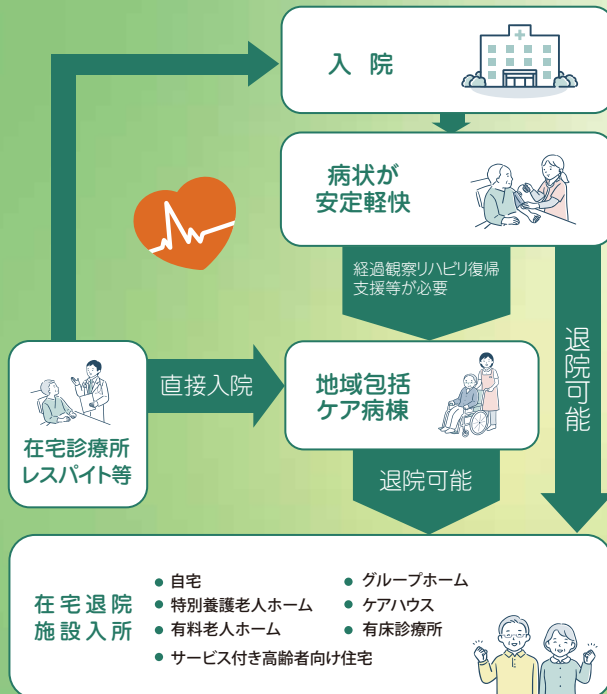 入 院
病状が
安定軽快
経過観察リハビリ復帰
支援等が必要
退院可能
直接入院
地域包括
ケア病棟
在宅診療所
レスパイト等
退院可能
在宅退院
施設入所
● 自宅
● 特別養護老人ホーム
● 有料老人ホーム
● サービス付き高齢者向け住宅
● グループホーム
● ケアハウス
● 有床診療所